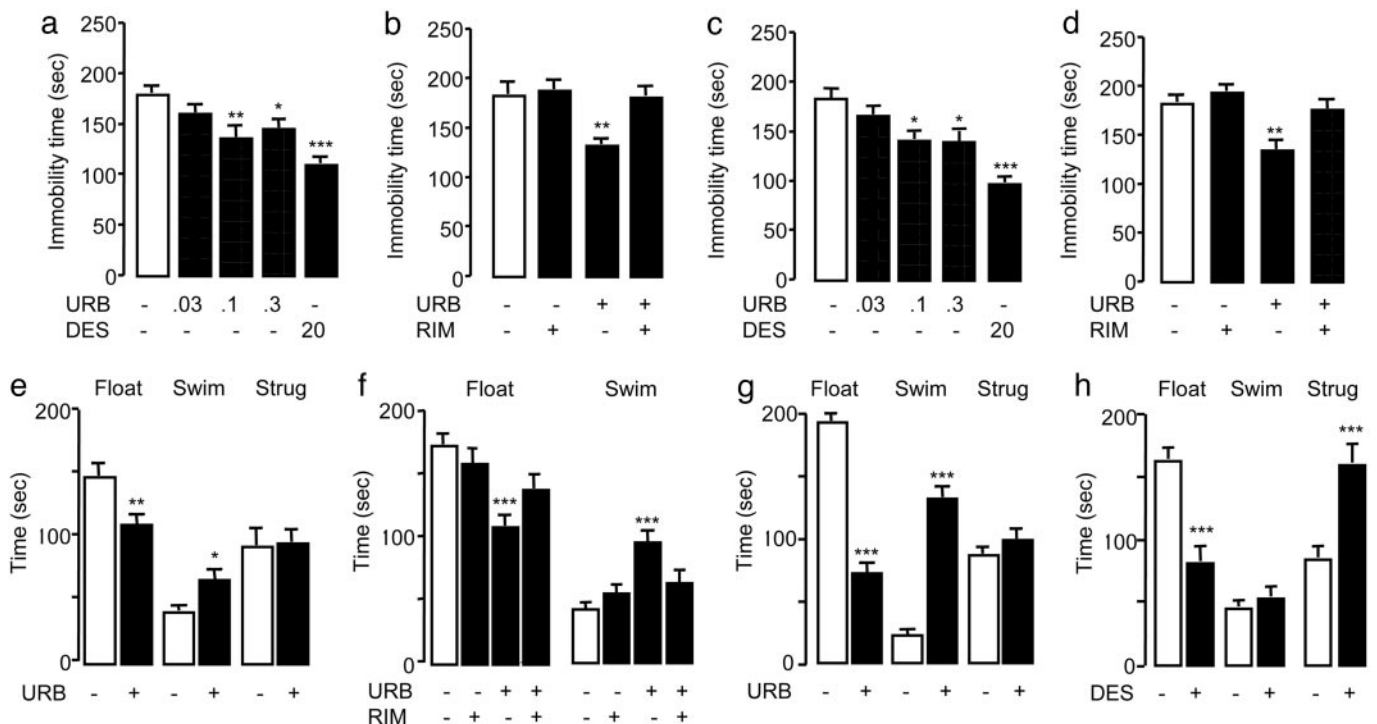 a
Immobility time (sec)
250
200
150
100
50
0
** * ***
URB - .03 .1 .3 -
DES - - - - 20
b
Immobility time (sec)
250
200
150
100
50
0
**
URB - - + +
RIM - + - +
c
Immobility time (sec)
250
200
150
100
50
0
* * ***
URB - .03 .1 .3 -
DES - - - - 20
d
Immobility time (sec)
250
200
150
100
50
0
**
URB - - + +
RIM - + - +
e
Float Swim Strug
Time (sec)
200
100
0
** *
URB - + - + - +
f
Float Swim
200
100
0
Time (sec)
*** ***
URB - - + + - - + +
RIM - + - + - + - +
g
Float Swim Strug
Time (sec)
200
100
0
*** ***
URB - + - + - +
h
Float Swim Strug
Time (sec)
200
100
0
*** ***
DES - + - + - +